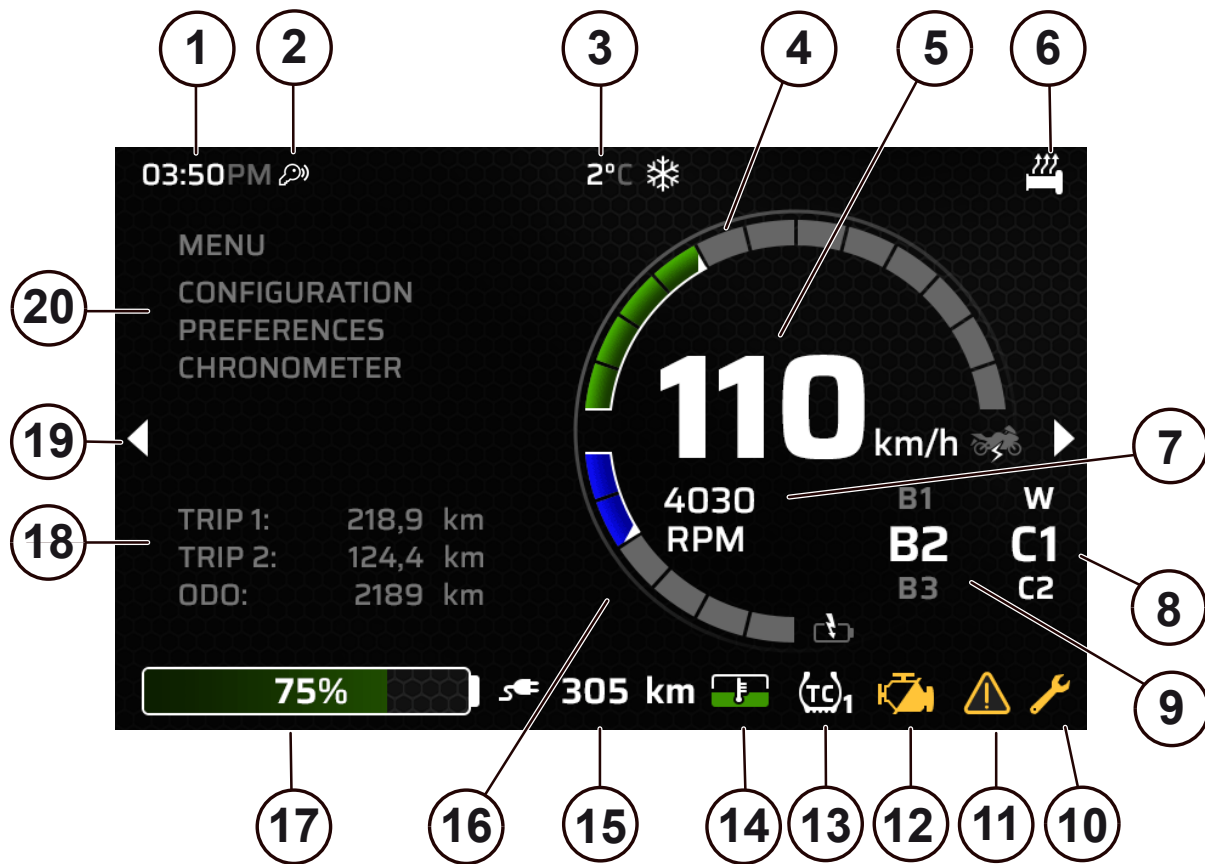 1 2 3 4 5 6
03:50PM 2°C
MENU
CONFIGURATION
PREFERENCES
CHRONOMETER
20
110 km/h
19
7
4030
RPM
B1 W
B2 C1
B3 C2
TRIP 1: 218,9 km
TRIP 2: 124,4 km
ODO: 2189 km
18
8
9
75% 305 km TC 1
17 16 15 14 13 12 11 10